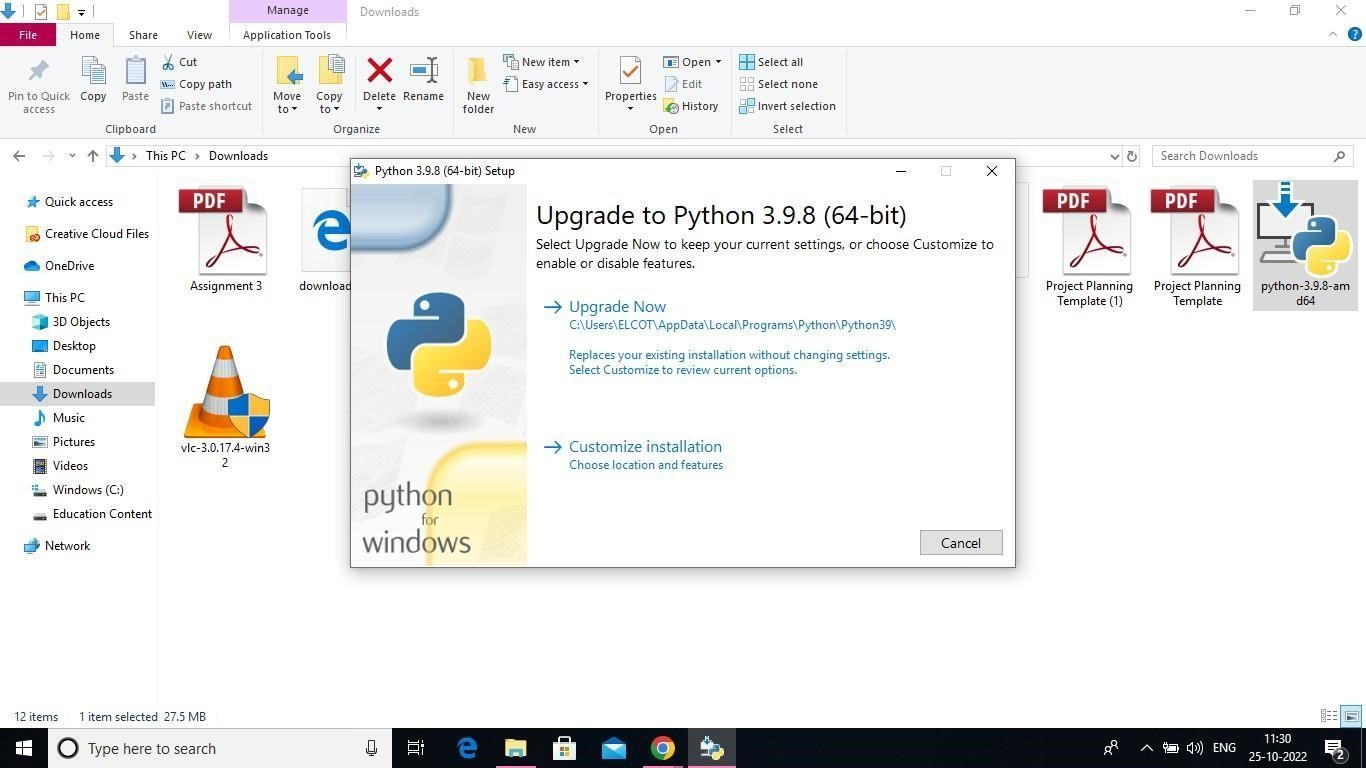 Manage
Downloads
File
Home
Share
View
Application Tools
Pin to Quick
access
Copy
Paste
Cut
Copy path
Paste shortcut
Clipboard
Move
to
Copy
to
Delete
Rename
Organize
New
folder
New item
Easy access
New
Properties
Open
Edit
History
Open
Select all
Select none
Invert selection
Select
This PC
Downloads
Search Downloads
Quick access
Creative Cloud Files
OneDrive
This PC
3D Objects
Desktop
Documents
Downloads
Music
Pictures
Videos
Windows (C:)
Education Content
Network
PDF
Assignment 3
download
vlc-3.0.17.4-win3
2
Python 3.9.8 (64-bit) Setup
Upgrade to Python 3.9.8 (64-bit)
Select Upgrade Now to keep your current settings, or choose Customize to
enable or disable features.
Upgrade Now
C:\Users\ELCOT\AppData\Local\Programs\Python\Python39\
Replaces your existing installation without changing settings.
Select Customize to review current options.
Customize installation
Choose location and features
python
for
windows
Cancel
PDF
Project Planning
Template (1)
PDF
Project Planning
Template
python-3.9.8-am
d64
12 items
1 item selected 27.5 MB
Type here to search
ENG
11:30
25-10-2022
2